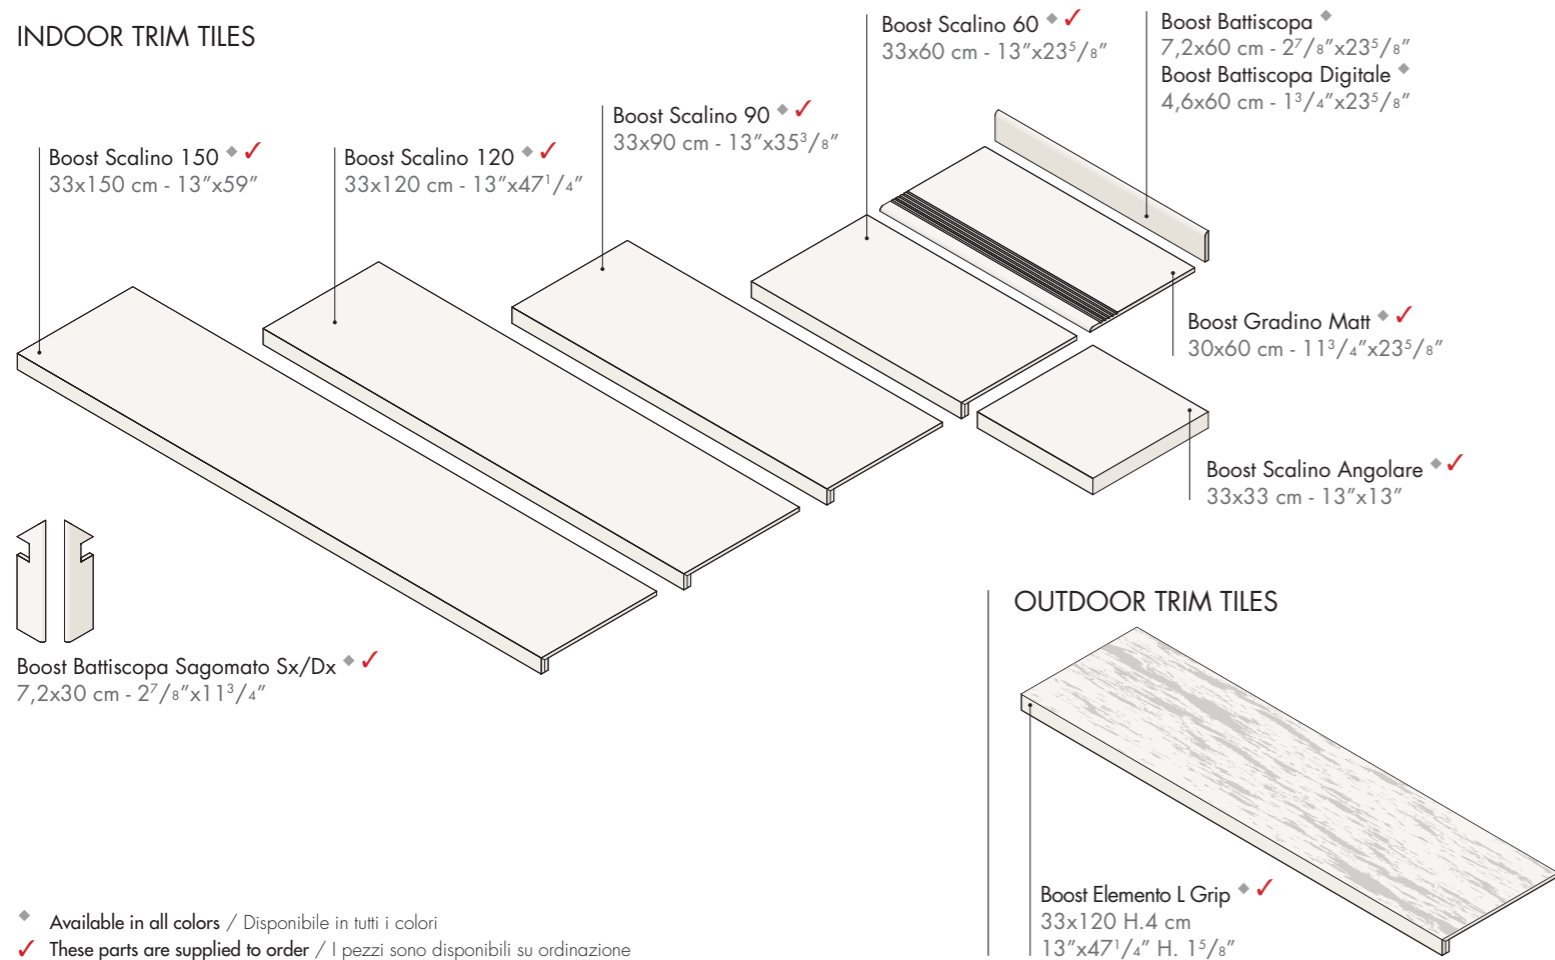 INDOOR TRIM TILES
Boost Scalino 150 ◆ ✓
33x150 cm - 13”x59”
Boost Scalino 120 ◆ ✓
33x120 cm - 13”x47¹/₄”
Boost Scalino 90 ◆ ✓
33x90 cm - 13”x35³/₈”
Boost Scalino 60 ◆ ✓
33x60 cm - 13”x23⁵/₈”
Boost Battiscopa ◆
7,2x60 cm - 2⁷/₈”x23⁵/₈”
Boost Battiscopa Digitale ◆
4,6x60 cm - 1³/₄”x23⁵/₈”
Boost Gradino Matt ◆ ✓
30x60 cm - 11³/₄”x23⁵/₈”
Boost Scalino Angolare ◆ ✓
33x33 cm - 13”x13”
Boost Battiscopa Sagomato Sx/Dx ◆ ✓
7,2x30 cm - 2⁷/₈”x11³/₄”
OUTDOOR TRIM TILES
Boost Elemento L Grip ◆ ✓
33x120 H.4 cm
13”x47¹/₄” H. 1⁵/₈”
◆ Available in all colors / Disponibile in tutti i colori
✓ These parts are supplied to order / I pezzi sono disponibili su ordinazione